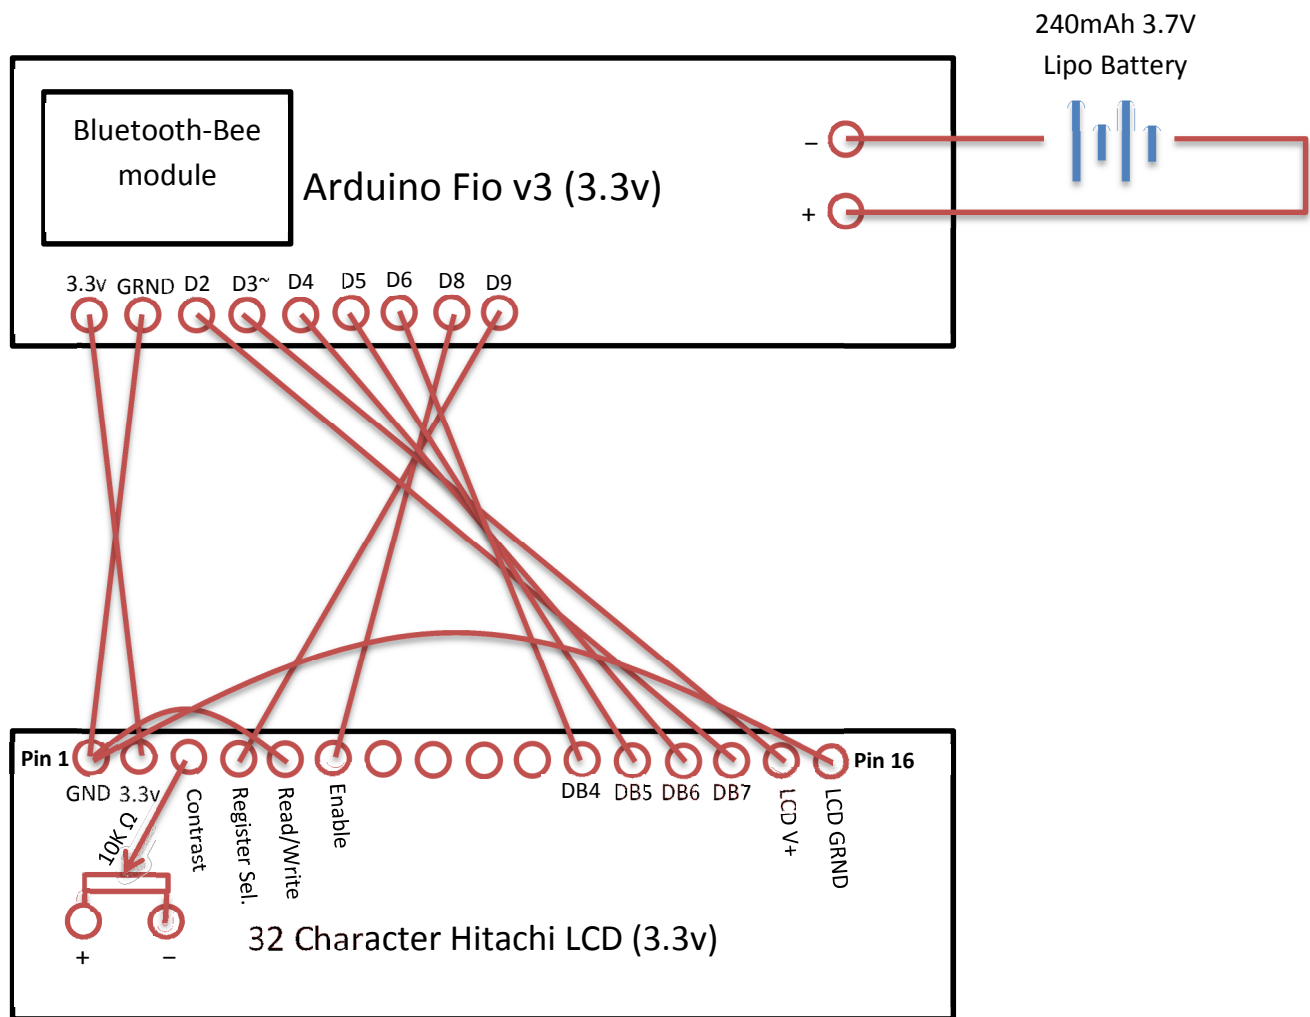 240mAh 3.7V
Lipo Battery
Bluetooth-Bee
module
Arduino Fio v3 (3.3v)
–
+
3.3v GRND D2 D3~ D4 D5 D6 D8 D9
Pin 1
Pin 16
GND 3.3v Contrast Register Sel. Read/Write Enable DB4 DB5 DB6 DB7 LCD V+ LCD GRND
10K Ω
32 Character Hitachi LCD (3.3v)
+ –